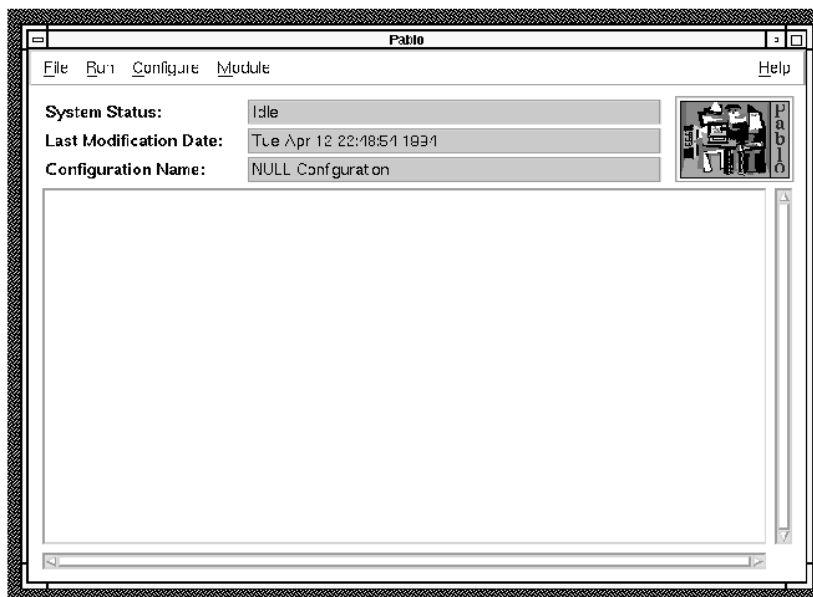 Pablo
File Run Configure Module Help
System Status: Idle
Last Modification Date: Tue Apr 12 22:48:54 1994
Configuration Name: NULL Configuration
Pablo